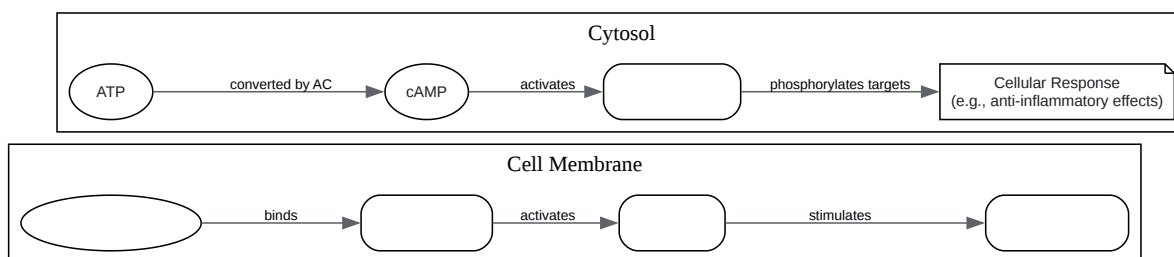 Cytosol
ATP
converted by AC
cAMP
activates
phosphorylates targets
Cellular Response
(e.g., anti-inflammatory effects)
Cell Membrane
binds
activates
stimulates